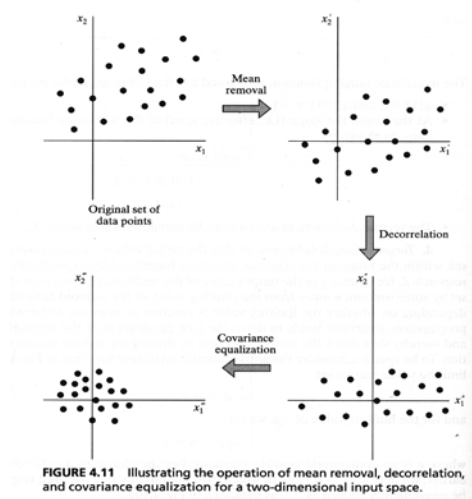 x₂
x₁
Original set of
data points
Mean
removal
x₂′
x₁′
Decorrelation
x₂″
x₁″
Covariance
equalization
x₂″
x₁″
FIGURE 4.11 Illustrating the operation of mean removal, decorrelation,
and covariance equalization for a two-dimensional input space.